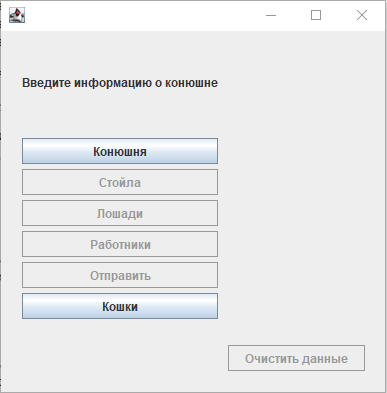 Введите информацию о конюшне
Конюшня
Стойла
Лошади
Работники
Отправить
Кошки
Очистить данные